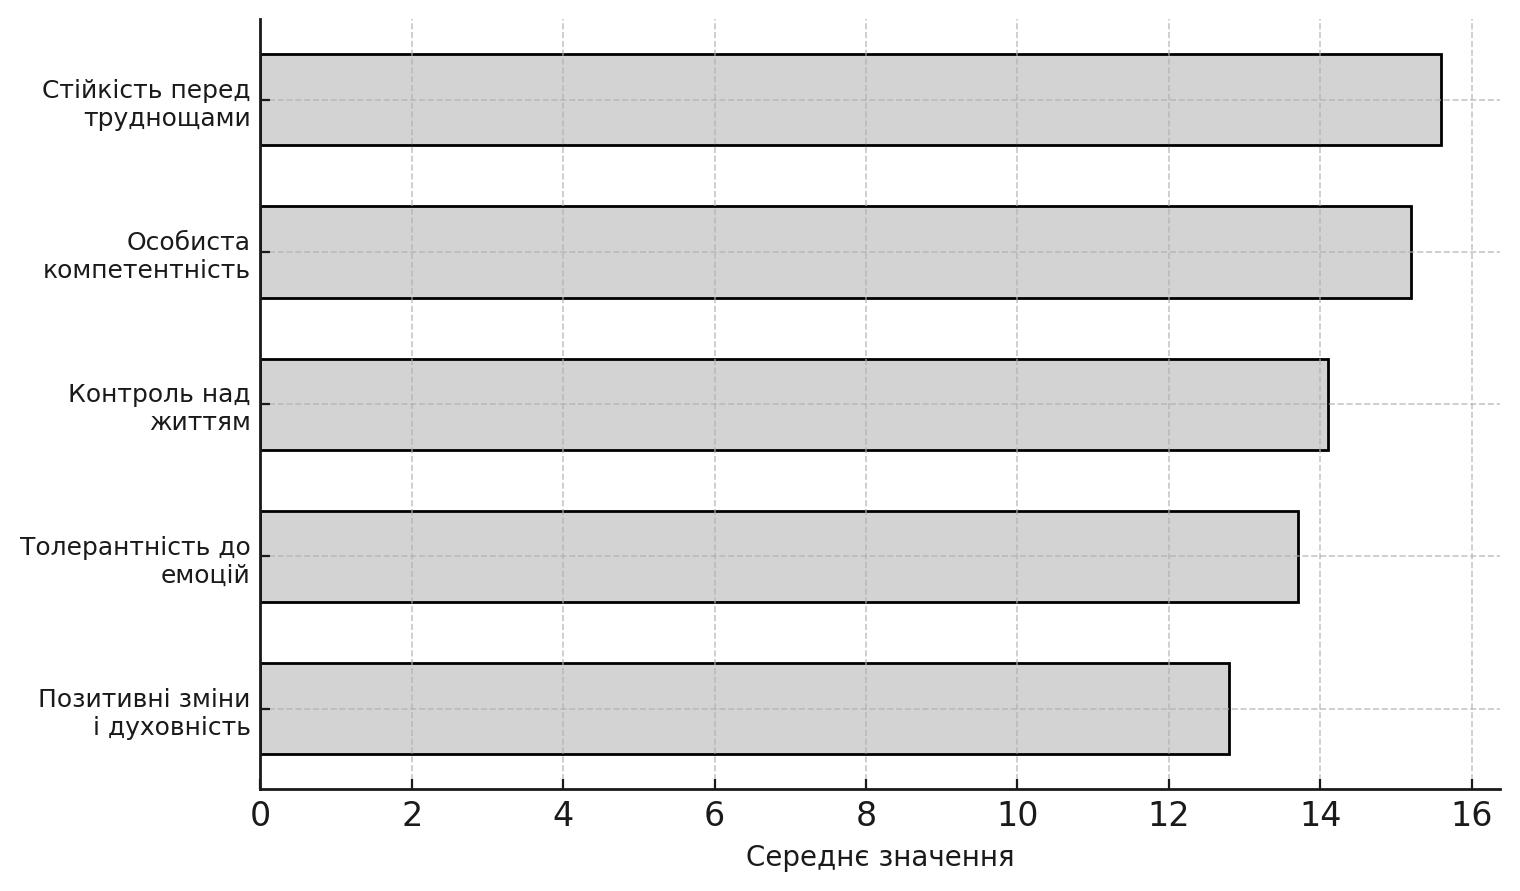 Стійкість перед
труднощами
Особиста
компетентність
Контроль над
життям
Толерантність до
емоцій
Позитивні зміни
і духовність
0 2 4 6 8 10 12 14 16
Середнє значення